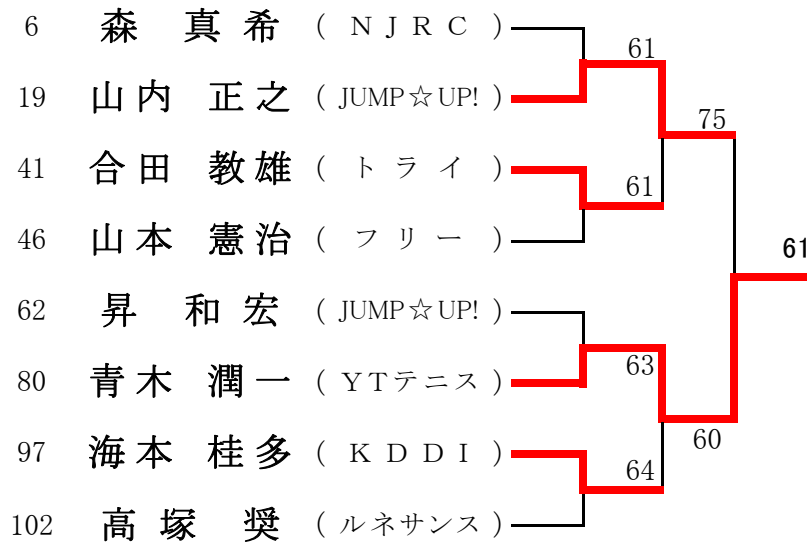 6 森 真希 (NJRC)
61
19 山内 正之 (JUMP☆UP!)
75
41 合田 教雄 (トライ)
61
46 山本 憲治 (フリー)
61
62 昇 和宏 (JUMP☆UP!)
63
80 青木 潤一 (YTテニス)
60
97 海本 桂多 (KDDI)
64
102 高塚 奨 (ルネサンス)